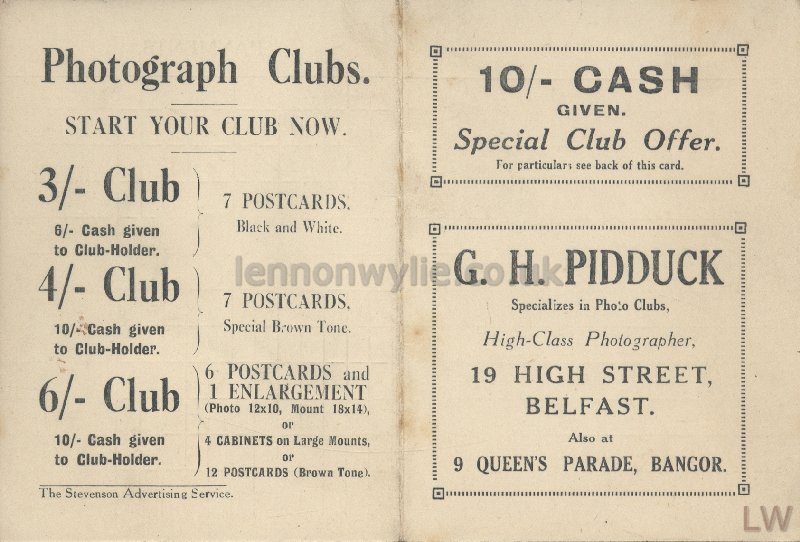 Photograph Clubs.
START YOUR CLUB NOW.
3/- Club
6/- Cash given
to Club-Holder.
7 POSTCARDS,
Black and White.
4/- Club
10/- Cash given
to Club-Holder.
7 POSTCARDS,
Special Brown Tone.
6/- Club
10/- Cash given
to Club-Holder.
6 POSTCARDS and
1 ENLARGEMENT
(Photo 12x10, Mount 18x14),
or
4 CABINETS on Large Mounts,
or
12 POSTCARDS (Brown Tone).
The Stevenson Advertising Service.
10/- CASH
GIVEN.
Special Club Offer.
For particulars see back of this card.
G. H. PIDDUCK
Specializes in Photo Clubs,
High-Class Photographer,
19 HIGH STREET,
BELFAST.
Also at
9 QUEEN'S PARADE, BANGOR.
lennonwylie.co.uk
LW